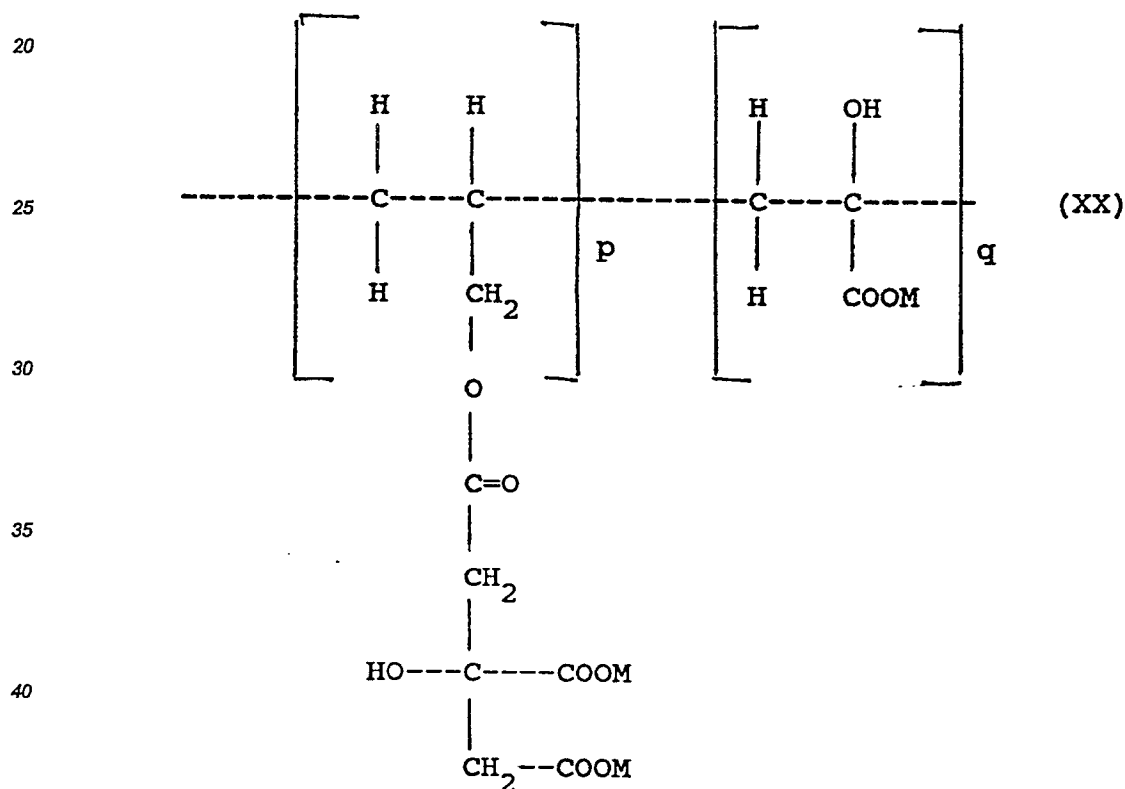 20
H H H OH
25 ------C----C------ ------C----C------ (XX)
p q
H CH2 H COOM
30
O
C=O
35
CH2
HO---C-----COOM
40
CH2--COOM